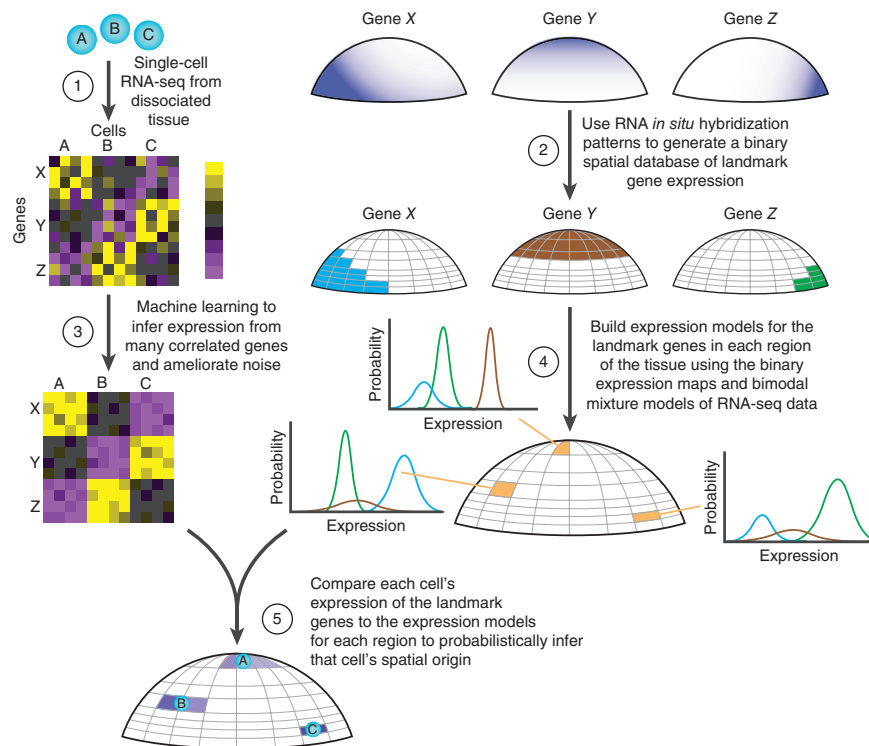 A
B
C
1
Single-cell
RNA-seq from
dissociated
tissue
Cells
A B C
Genes
X
Y
Z
3
Machine learning to
infer expression from
many correlated genes
and ameliorate noise
A B C
X
Y
Z
Gene X
Gene Y
Gene Z
2
Use RNA in situ hybridization
patterns to generate a binary
spatial database of landmark
gene expression
Gene X
Gene Y
Gene Z
4
Build expression models for the
landmark genes in each region
of the tissue using the binary
expression maps and bimodal
mixture models of RNA-seq data
Probability
Expression
Probability
Expression
Probability
Expression
5
Compare each cell's
expression of the landmark
genes to the expression models
for each region to probabilistically infer
that cell's spatial origin
A
B
C